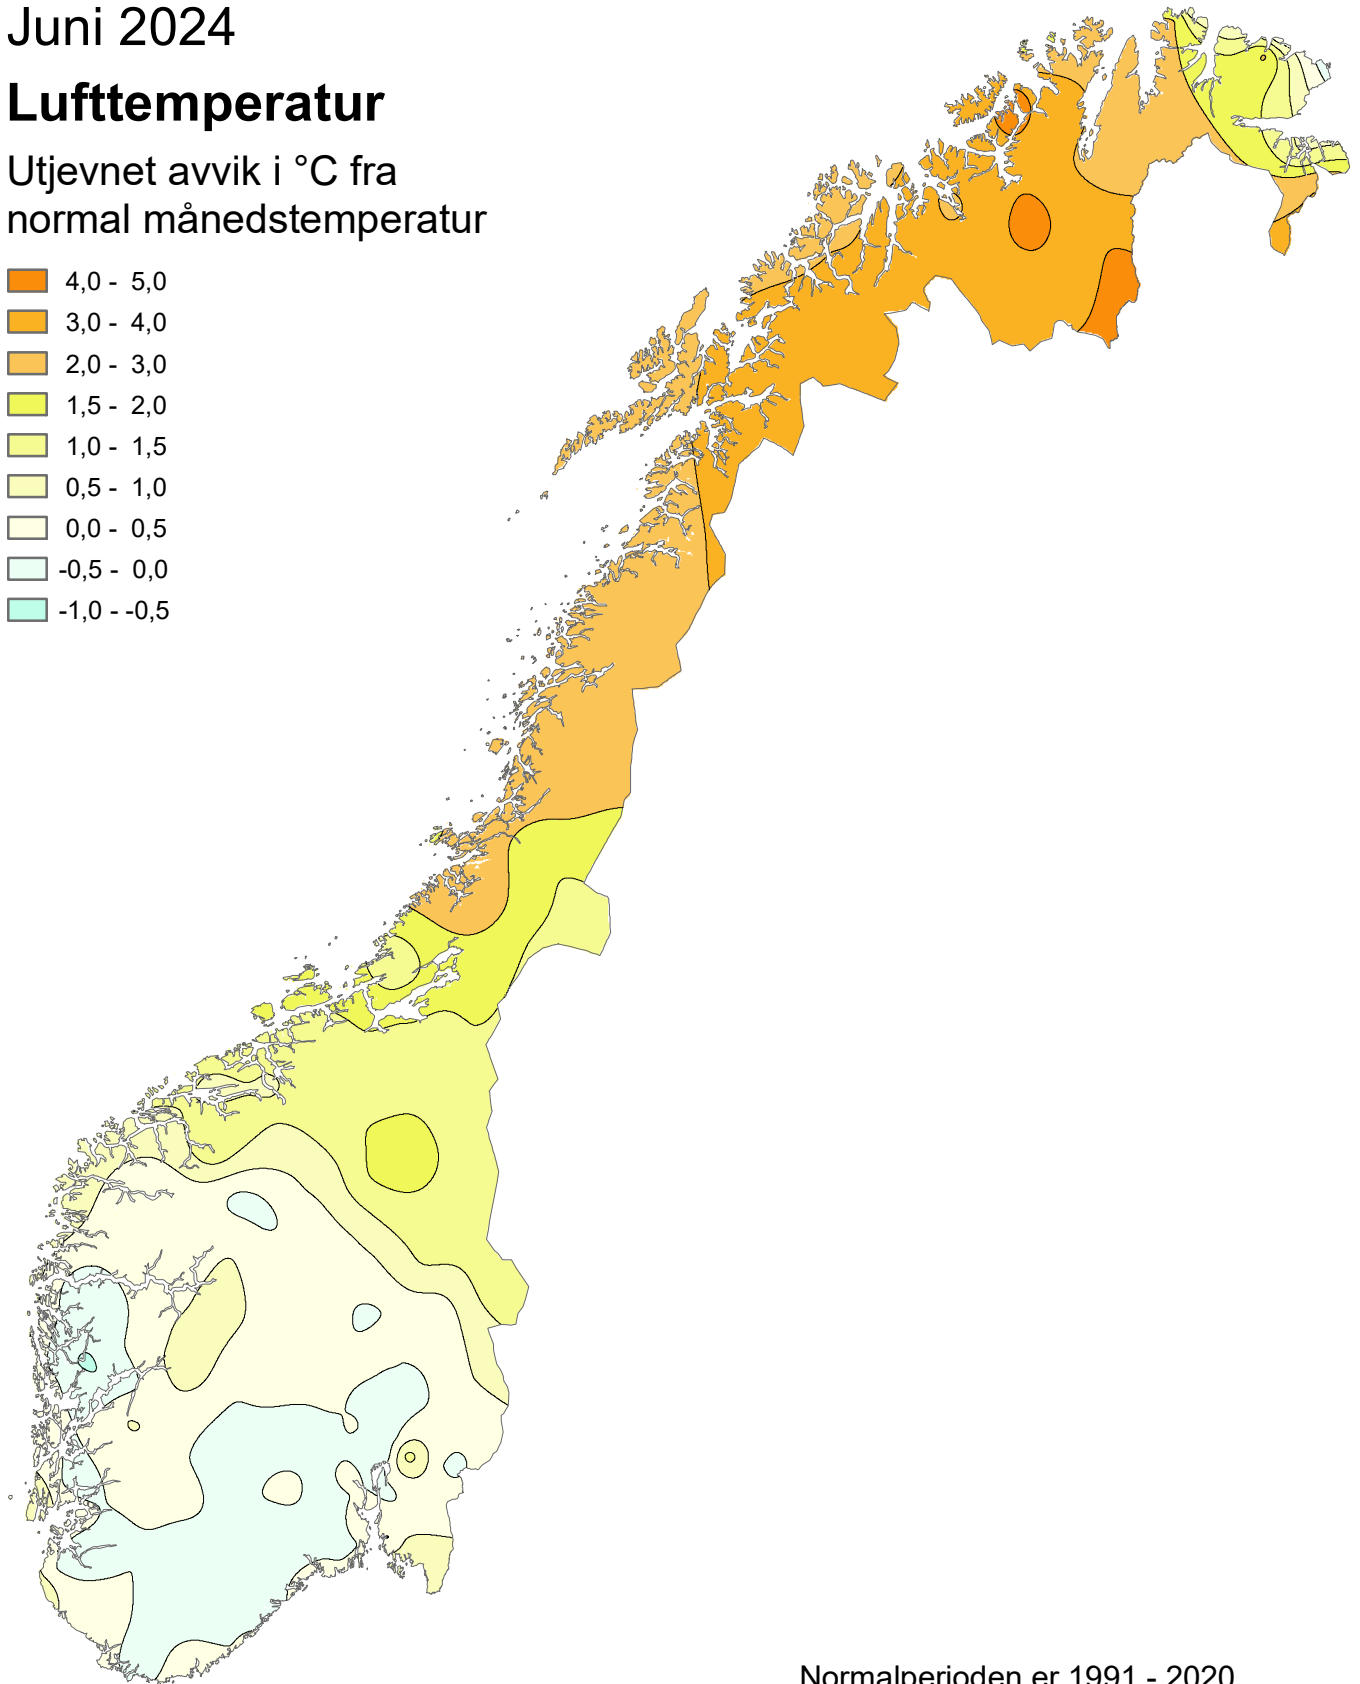 Juni 2024
Lufttemperatur
Utjevnet avvik i °C fra
normal månedstemperatur
4,0 - 5,0
3,0 - 4,0
2,0 - 3,0
1,5 - 2,0
1,0 - 1,5
0,5 - 1,0
0,0 - 0,5
-0,5 - 0,0
-1,0 - -0,5
Normalperioden er 1991 - 2020